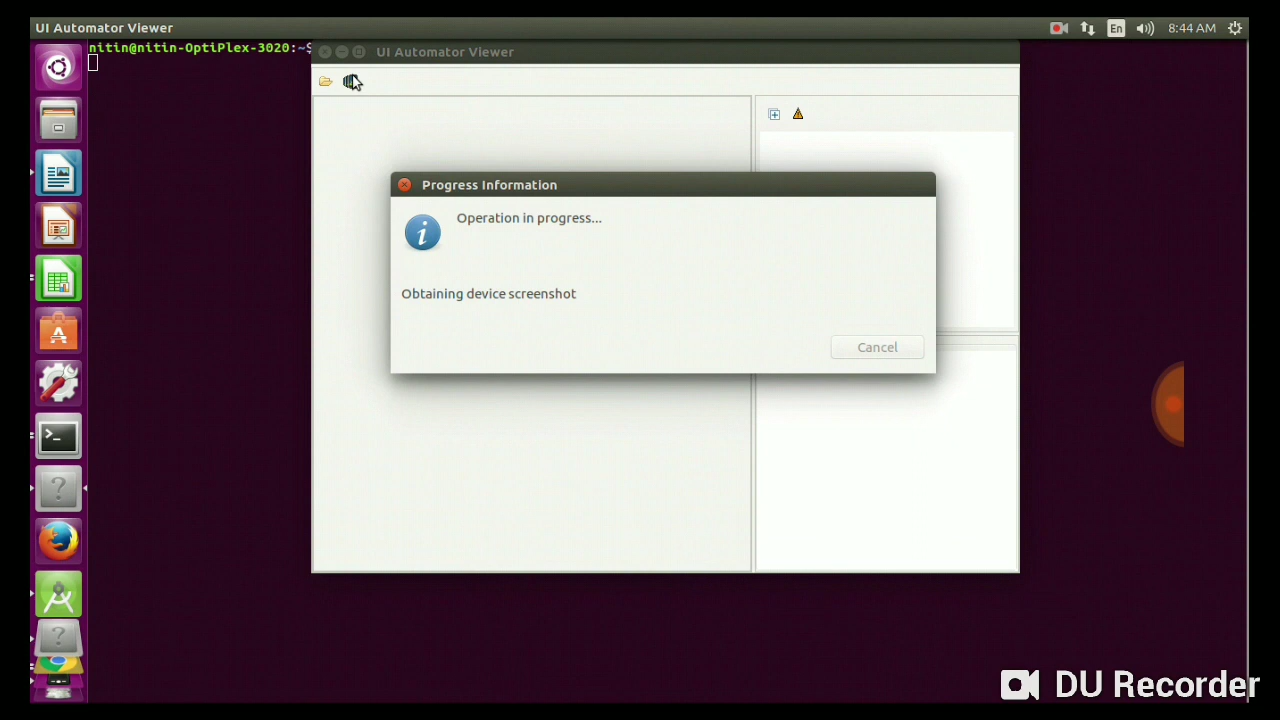 UI Automator Viewer
En
8:44 AM
nitin@nitin-OptiPlex-3020:~$
UI Automator Viewer
Progress Information
Operation in progress...
Obtaining device screenshot
Cancel
DU Recorder